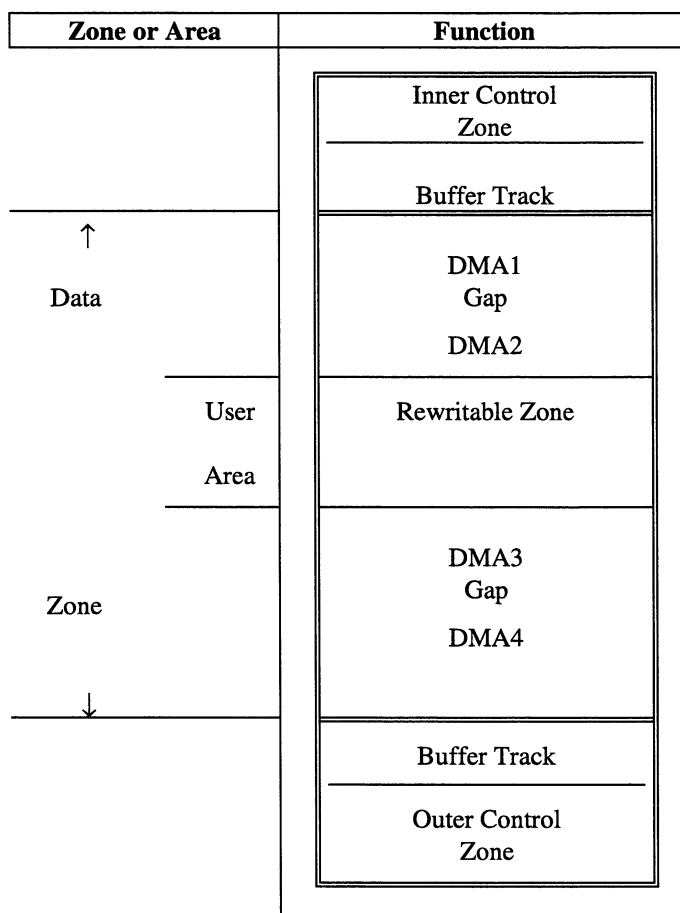 Zone or Area Function
Inner Control
Zone
Buffer Track
↑
DMA1
Data Gap
DMA2
User Rewritable Zone
Area
DMA3
Zone Gap
DMA4
↓
Buffer Track
Outer Control
Zone